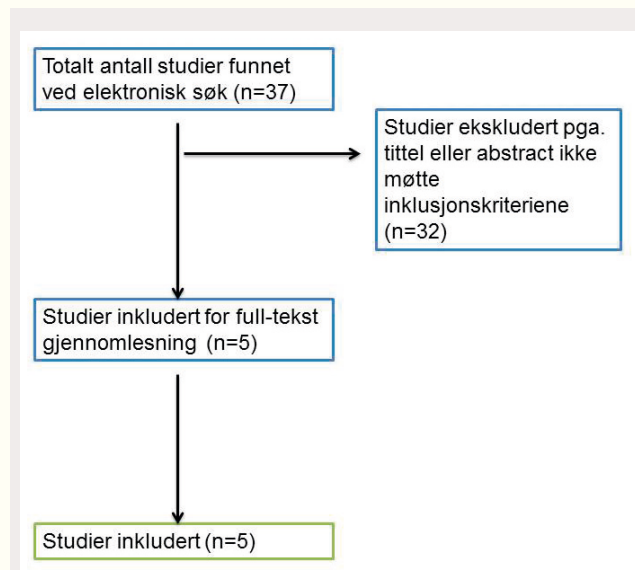 Totalt antall studier funnet
ved elektronisk søk (n=37)
Studier ekskludert pga.
tittel eller abstract ikke
møtte
inklusjonskriteriene
(n=32)
Studier inkludert for full-tekst
gjennomlesning (n=5)
Studier inkludert (n=5)